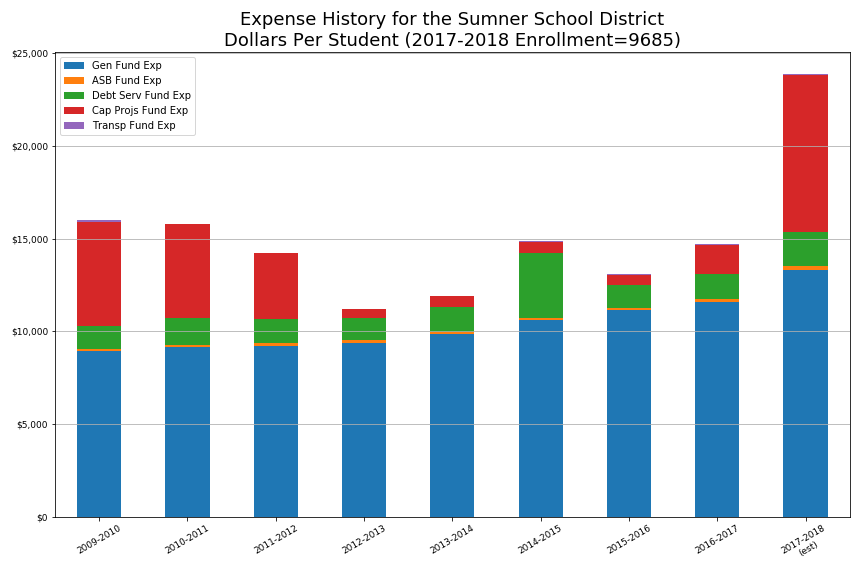 Expense History for the Sumner School District
Dollars Per Student (2017-2018 Enrollment=9685)
Gen Fund Exp
ASB Fund Exp
Debt Serv Fund Exp
Cap Projs Fund Exp
Transp Fund Exp
$25,000
$20,000
$15,000
$10,000
$5,000
$0
2009-2010
2010-2011
2011-2012
2012-2013
2013-2014
2014-2015
2015-2016
2016-2017
2017-2018
(est)